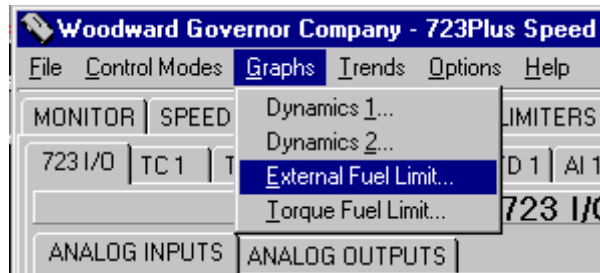 Woodward Governor Company - 723Plus Speed
File Control Modes Graphs Trends Options Help
MONITOR SPEED LIMITERS
Dynamics 1...
Dynamics 2...
723 I/O TC 1 D 1 AI 1
External Fuel Limit...
Torque Fuel Limit...
723 I/O
ANALOG INPUTS ANALOG OUTPUTS